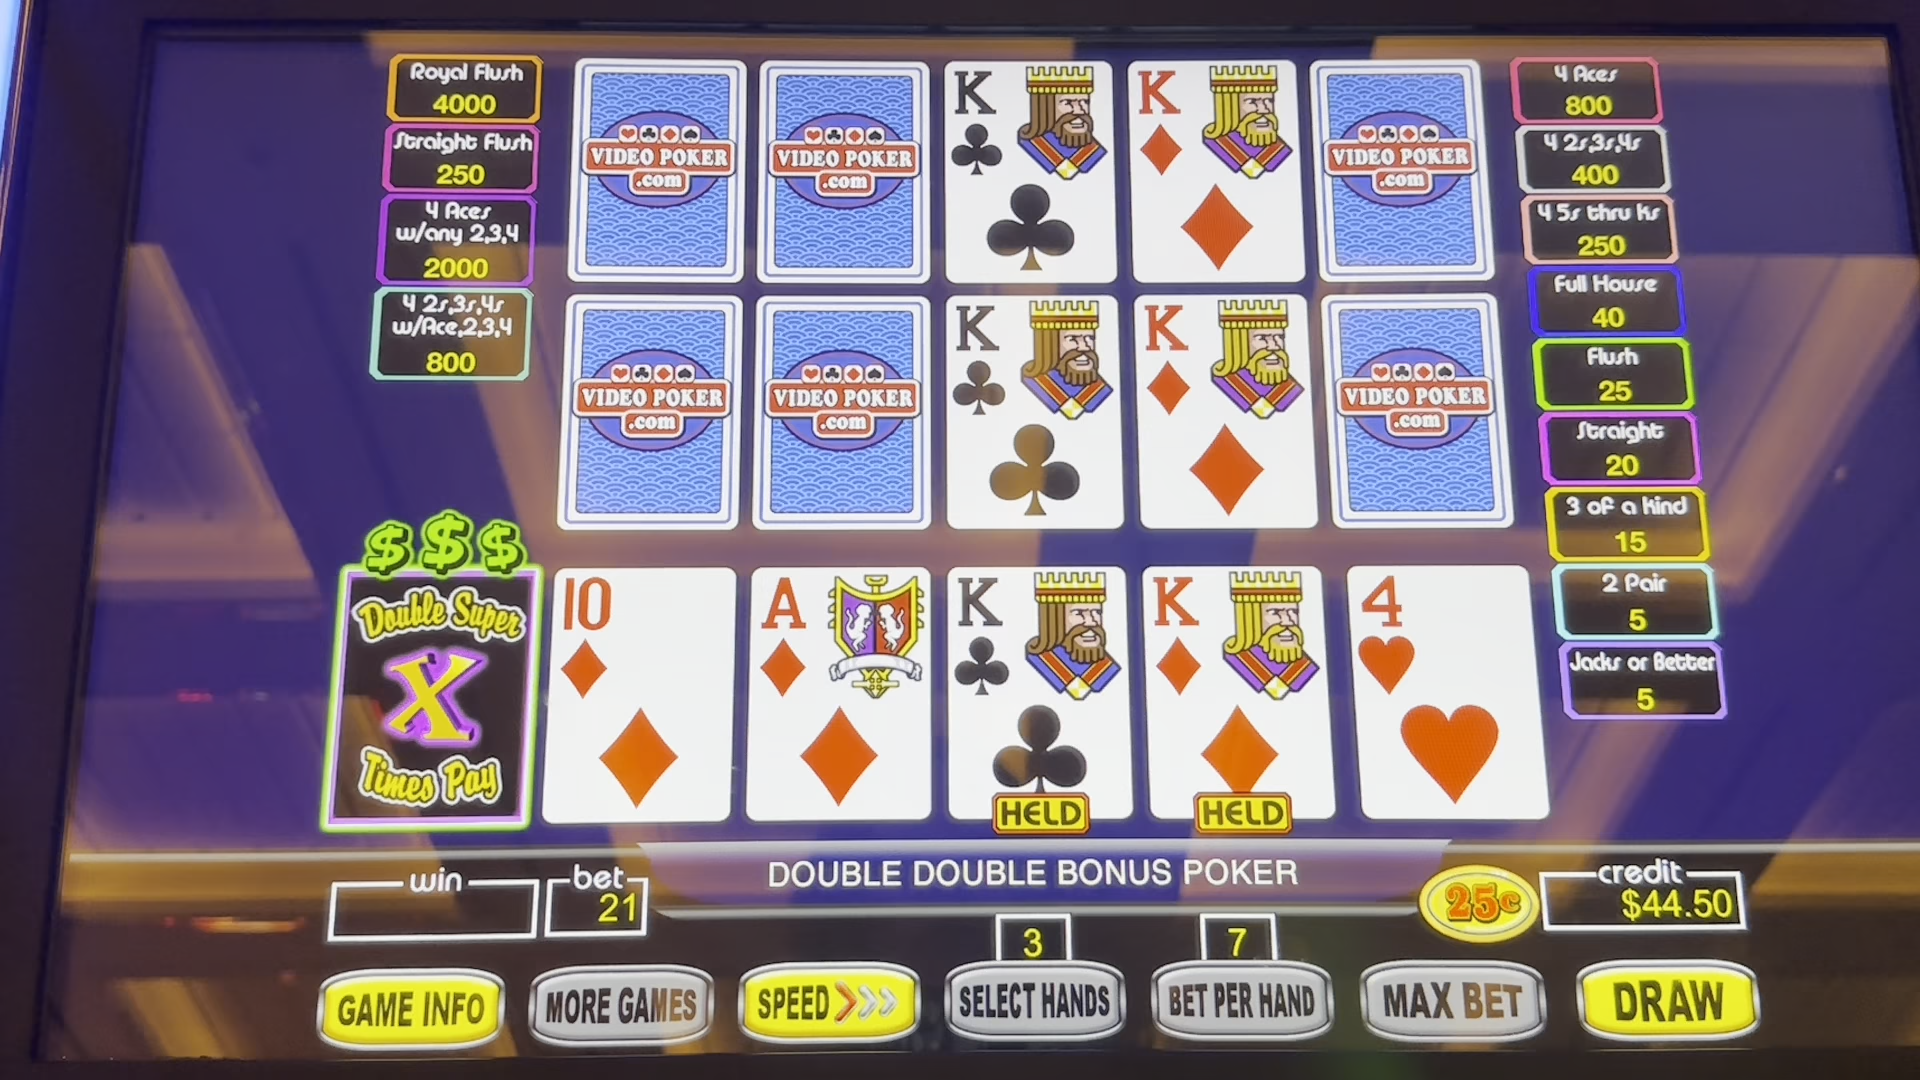 Royal Flush
4000
Straight Flush
250
4 Aces
w/any 2,3,4
2000
4 2s,3s,4s
w/Ace,2,3,4
800
VIDEO POKER
.com
VIDEO POKER
.com
K
K
VIDEO POKER
.com
VIDEO POKER
.com
VIDEO POKER
.com
K
K
VIDEO POKER
.com
4 Aces
800
4 2s,3s,4s
400
4 5s thru Ks
250
Full House
40
Flush
25
Straight
20
3 of a Kind
15
2 Pair
5
Jacks or Better
5
$ $ $
Double Super
X
Times Pay
10
A
K
HELD
K
HELD
4
win
bet
21
DOUBLE DOUBLE BONUS POKER
25¢
credit
$44.50
3
7
GAME INFO
MORE GAMES
SPEED
SELECT HANDS
BET PER HAND
MAX BET
DRAW